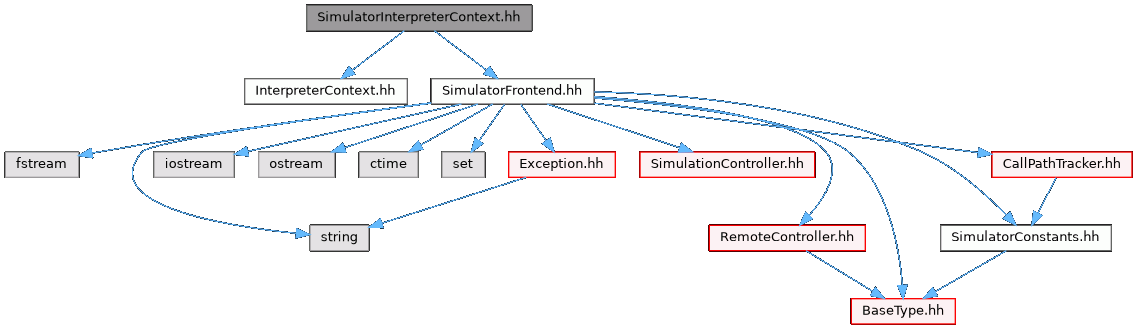 SimulatorInterpreterContext.hh
InterpreterContext.hh
SimulatorFrontend.hh
fstream
iostream
ostream
ctime
set
Exception.hh
SimulationController.hh
CallPathTracker.hh
string
RemoteController.hh
SimulatorConstants.hh
BaseType.hh